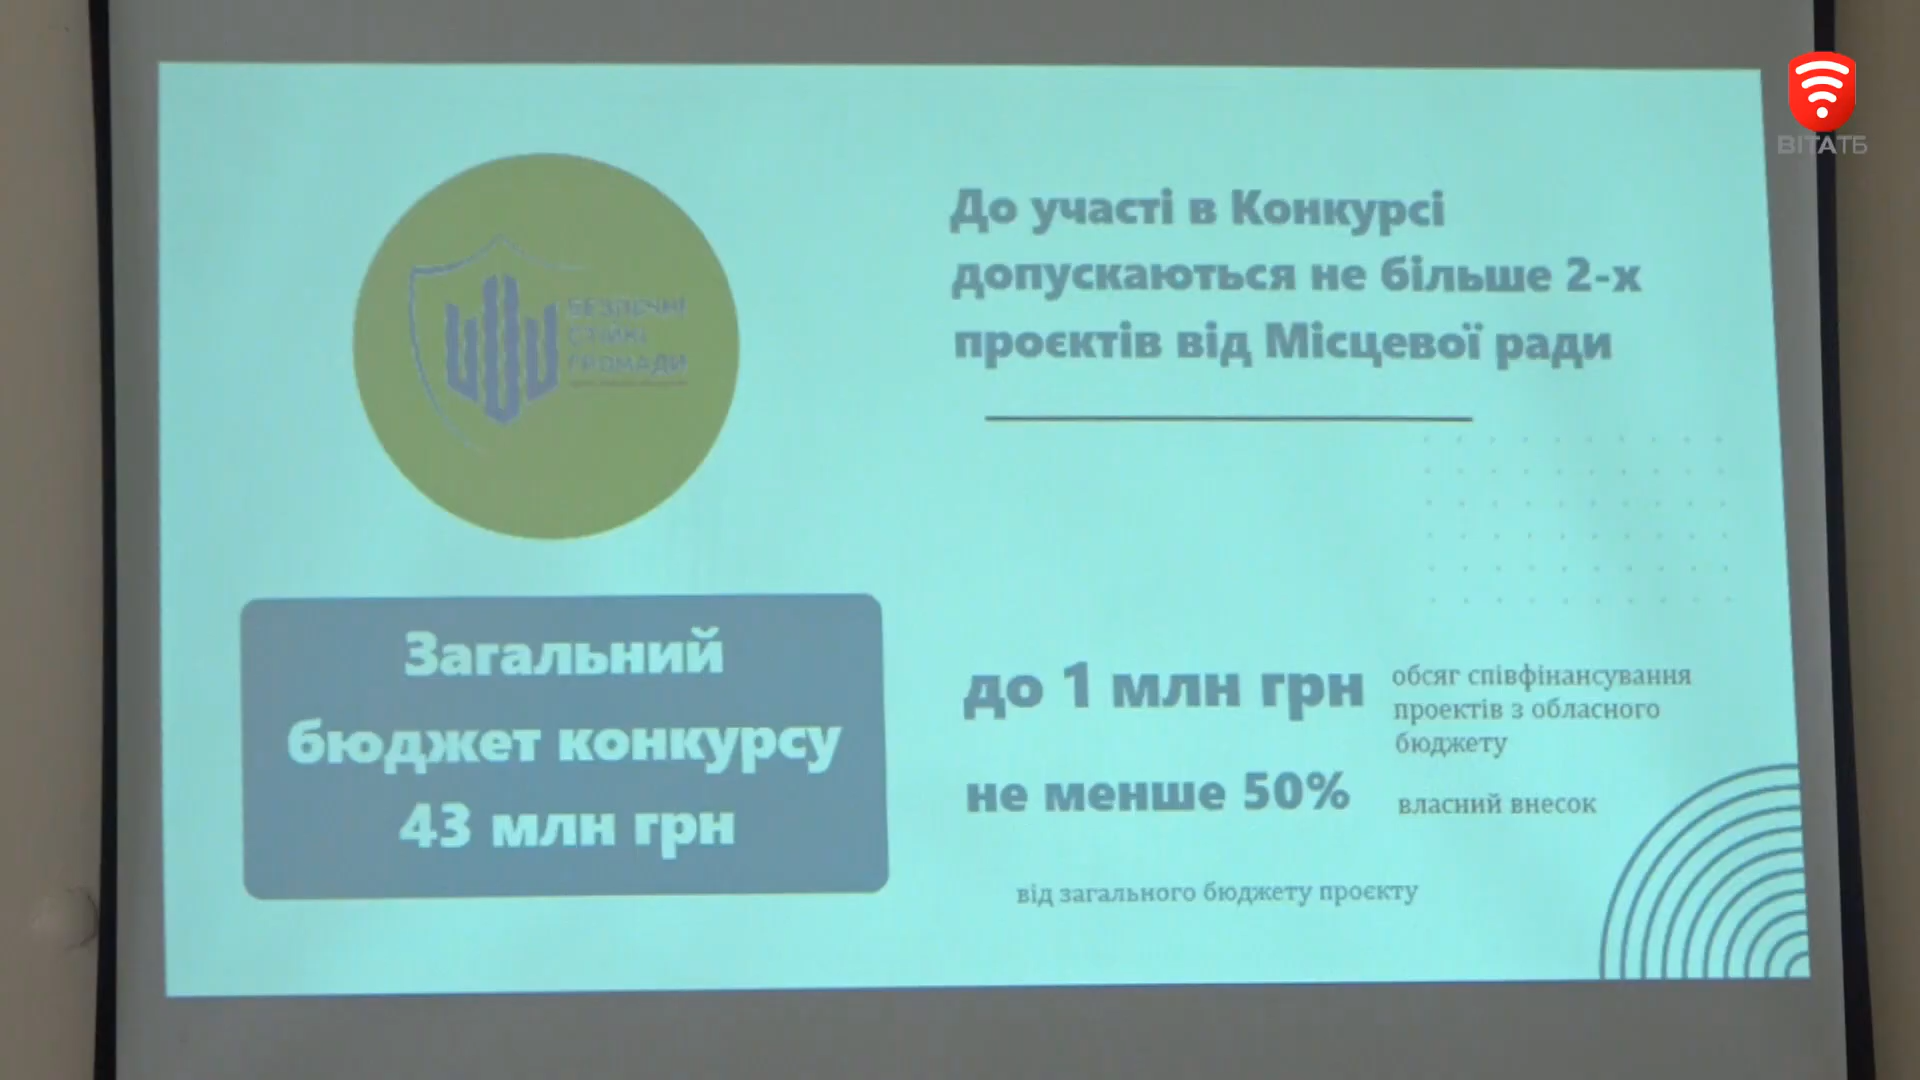 ВІТАТБ
БЕЗПЕЧНІ
СТІЙКІ
ГРОМАДИ
До участі в Конкурсі
допускаються не більше 2-х
проєктів від Місцевої ради
Загальний
бюджет конкурсу
43 млн грн
до 1 млн грн
обсяг співфінансування
проектів з обласного
бюджету
не менше 50%
власний внесок
від загального бюджету проєкту